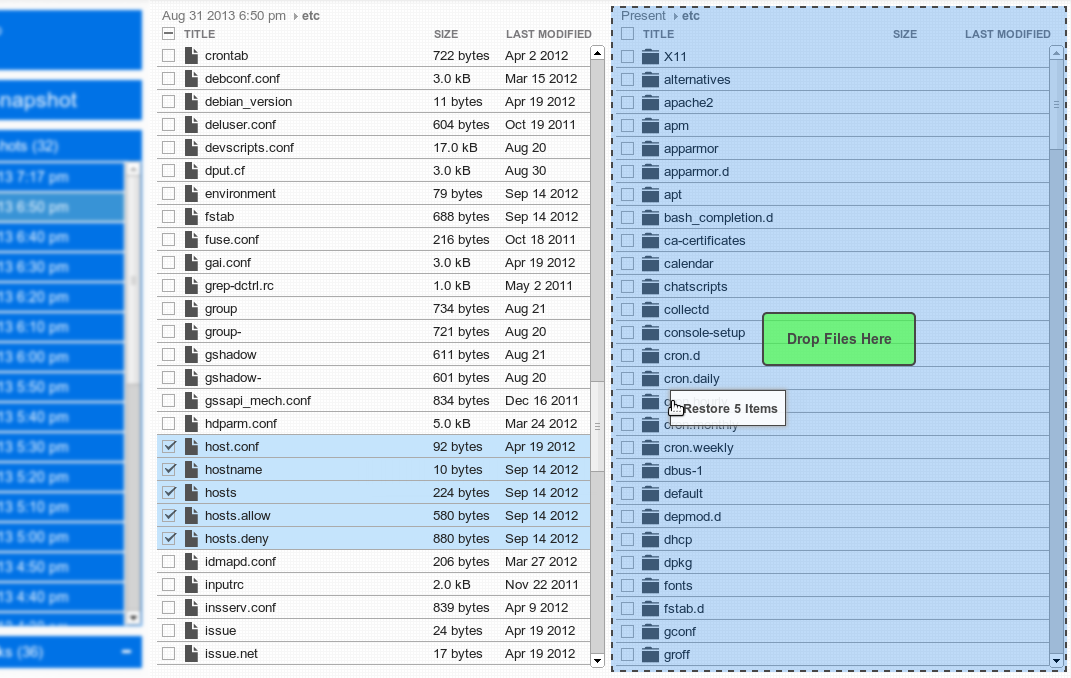 napshot
hots (32)
13 7:17 pm
13 6:50 pm
13 6:40 pm
13 6:30 pm
13 6:20 pm
13 6:10 pm
13 6:00 pm
13 5:50 pm
13 5:40 pm
13 5:30 pm
13 5:20 pm
13 5:10 pm
13 5:00 pm
13 4:50 pm
13 4:40 pm
ks (36)
Aug 31 2013 6:50 pm etc
TITLE SIZE LAST MODIFIED
crontab 722 bytes Apr 2 2012
debconf.conf 3.0 kB Mar 15 2012
debian_version 11 bytes Apr 19 2012
deluser.conf 604 bytes Oct 19 2011
devscripts.conf 17.0 kB Aug 20
dput.cf 3.0 kB Aug 30
environment 79 bytes Sep 14 2012
fstab 688 bytes Sep 14 2012
fuse.conf 216 bytes Oct 18 2011
gai.conf 3.0 kB Apr 19 2012
grep-dctrl.rc 1.0 kB May 2 2011
group 734 bytes Aug 21
group- 721 bytes Aug 20
gshadow 611 bytes Aug 21
gshadow- 601 bytes Aug 20
gssapi_mech.conf 834 bytes Dec 16 2011
hdparm.conf 5.0 kB Mar 24 2012
host.conf 92 bytes Apr 19 2012
hostname 10 bytes Sep 14 2012
hosts 224 bytes Sep 14 2012
hosts.allow 580 bytes Sep 14 2012
hosts.deny 880 bytes Sep 14 2012
idmapd.conf 206 bytes Mar 27 2012
inputrc 2.0 kB Nov 22 2011
insserv.conf 839 bytes Apr 9 2012
issue 24 bytes Apr 19 2012
issue.net 17 bytes Apr 19 2012
Present etc
TITLE SIZE LAST MODIFIED
X11
alternatives
apache2
apm
apparmor
apparmor.d
apt
bash_completion.d
ca-certificates
calendar
chatscripts
collectd
console-setup
Drop Files Here
cron.d
cron.daily
Restore 5 Items
cron.monthly
cron.weekly
dbus-1
default
depmod.d
dhcp
dpkg
fonts
fstab.d
gconf
groff